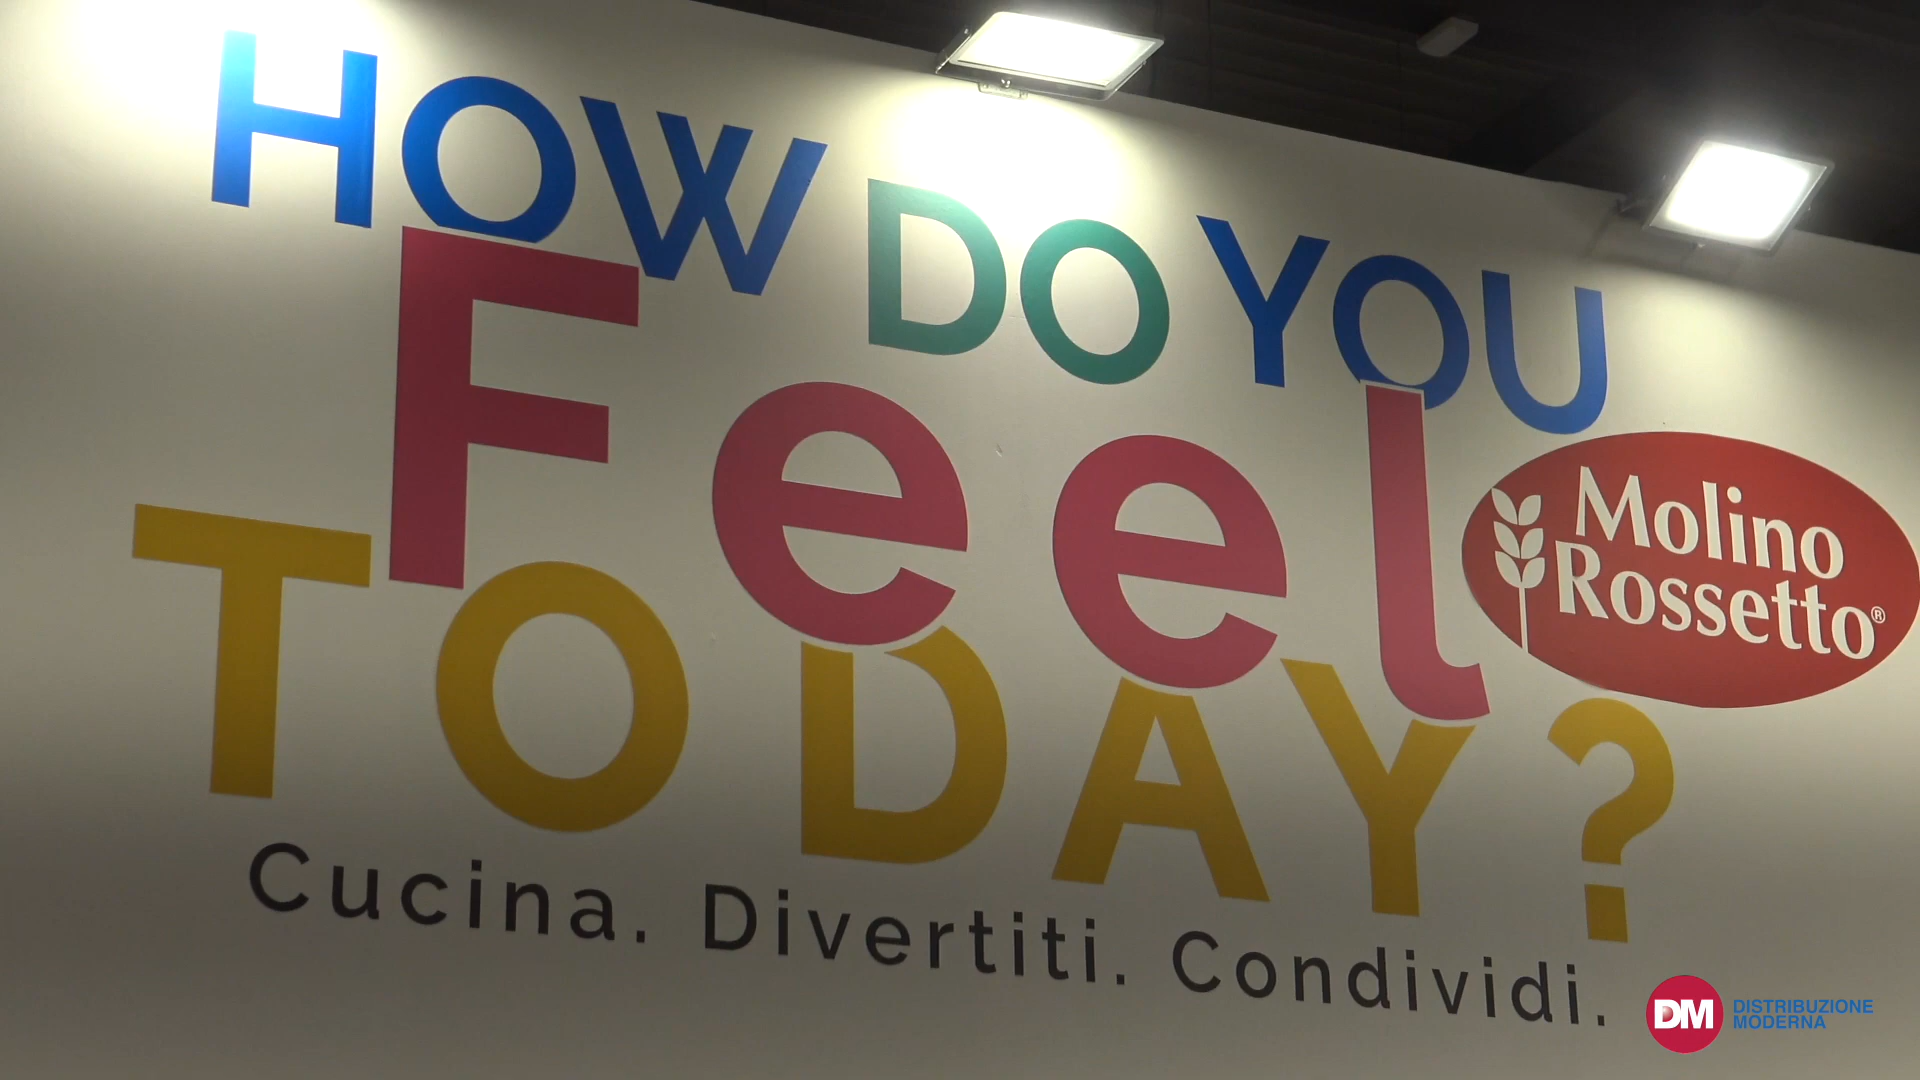 HOW DO YOU
Feel
TODAY?
Molino
Rossetto®
Cucina. Divertiti. Condividi.
DM DISTRIBUZIONE
MODERNA